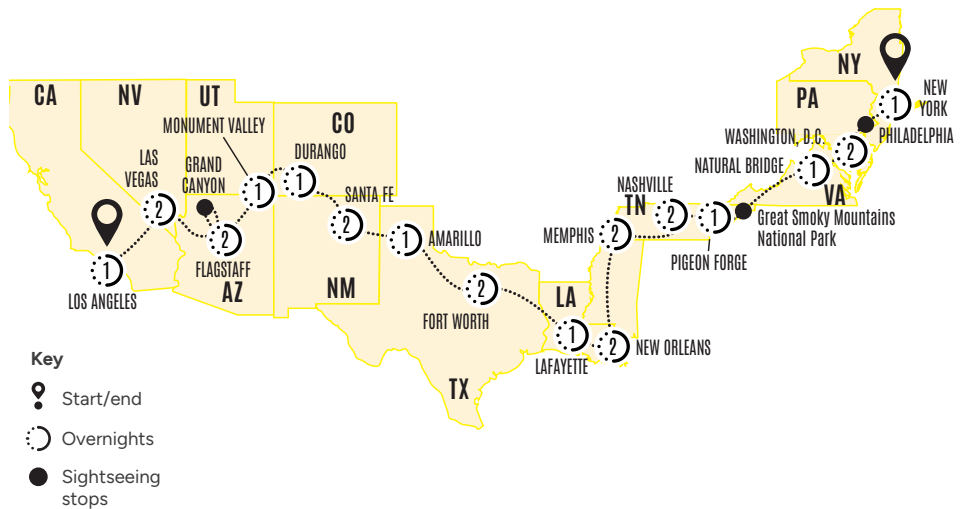 NY
NEW
YORK
1
PA
PHILADELPHIA
WASHINGTON, D.C.
2
NATURAL BRIDGE
1
VA
CA
NV
UT
MONUMENT VALLEY
CO
DURANGO
LAS
VEGAS
GRAND
CANYON
1
1
SANTA FE
2
2
NASHVILLE
TN
2
1
Great Smoky Mountains
National Park
2
FLAGSTAFF
AZ
1
AMARILLO
MEMPHIS
2
PIGEON FORGE
1
LOS ANGELES
NM
2
FORT WORTH
LA
1
LAFAYETTE
2
NEW ORLEANS
TX
Key
Start/end
Overnights
Sightseeing
stops